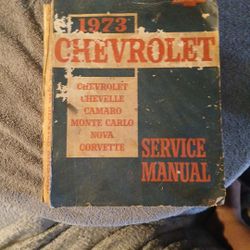 1973
CHEVROLET
CHEVROLET
CHEVELLE
CAMARO
MONTE CARLO
NOVA
CORVETTE
SERVICE
MANUAL